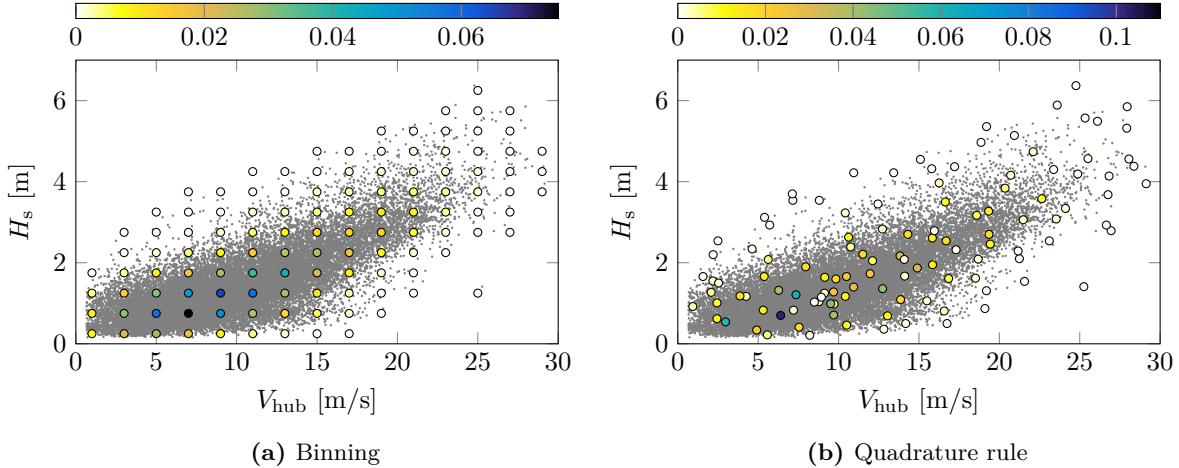 0 0.02 0.04 0.06
0 0.02 0.04 0.06 0.08 0.1
6
4
2
0
H_s [m]
0 5 10 15 20 25 30
V_hub [m/s]
(a) Binning
6
4
2
0
H_s [m]
0 5 10 15 20 25 30
V_hub [m/s]
(b) Quadrature rule